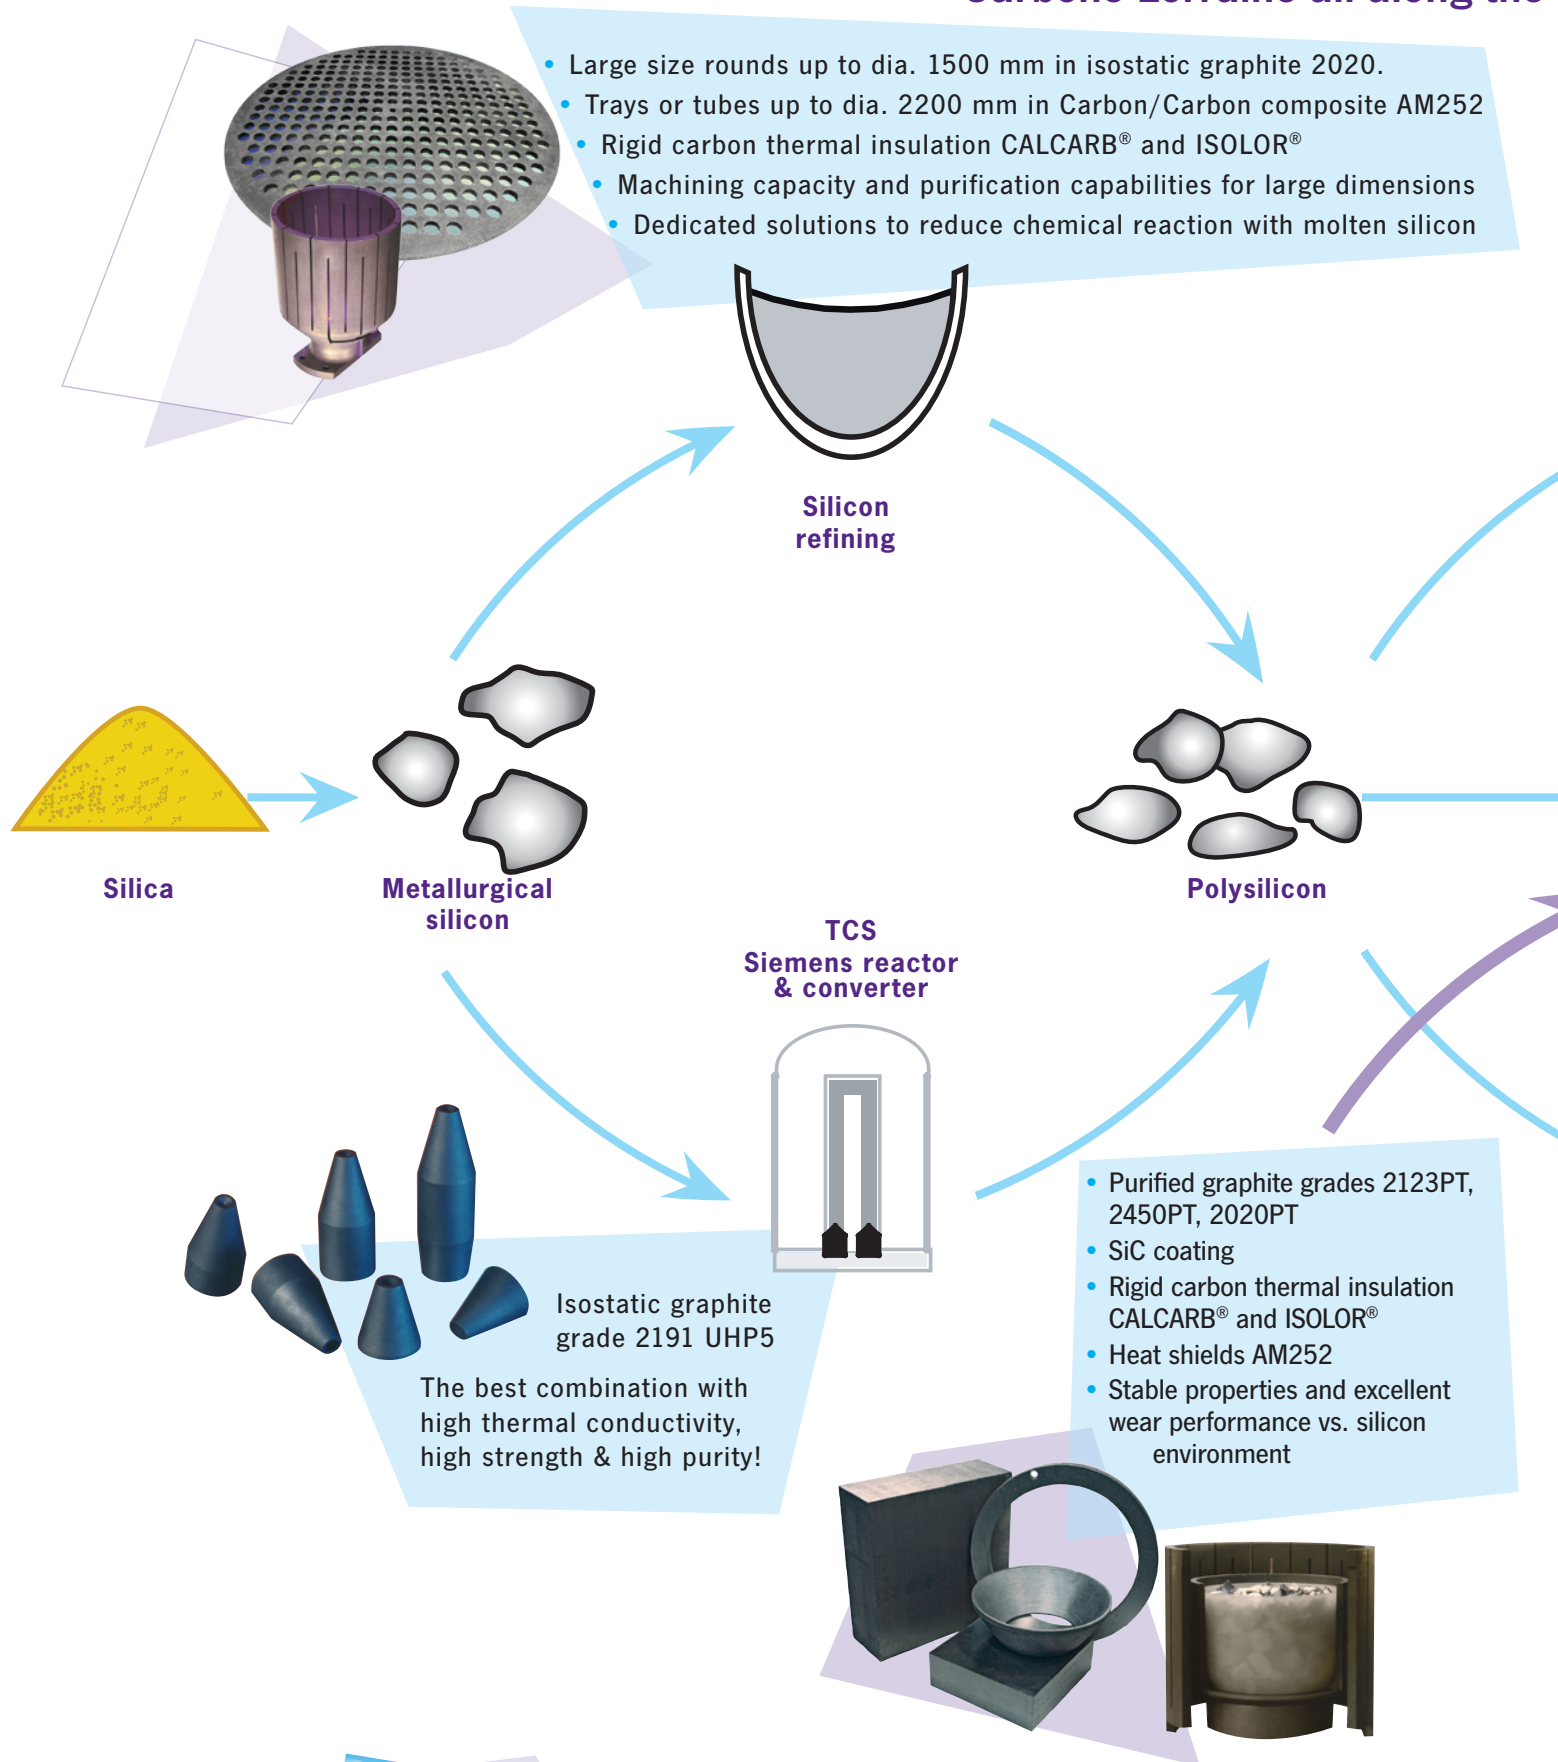 Carbone Lorraine all along the
• Large size rounds up to dia. 1500 mm in isostatic graphite 2020.
• Trays or tubes up to dia. 2200 mm in Carbon/Carbon composite AM252
• Rigid carbon thermal insulation CALCARB® and ISOLOR®
• Machining capacity and purification capabilities for large dimensions
• Dedicated solutions to reduce chemical reaction with molten silicon
Silicon
refining
Silica
Metallurgical
silicon
Polysilicon
TCS
Siemens reactor
& converter
Isostatic graphite
grade 2191 UHP5
The best combination with
high thermal conductivity,
high strength & high purity!
• Purified graphite grades 2123PT,
2450PT, 2020PT
• SiC coating
• Rigid carbon thermal insulation
CALCARB® and ISOLOR®
• Heat shields AM252
• Stable properties and excellent
wear performance vs. silicon
environment